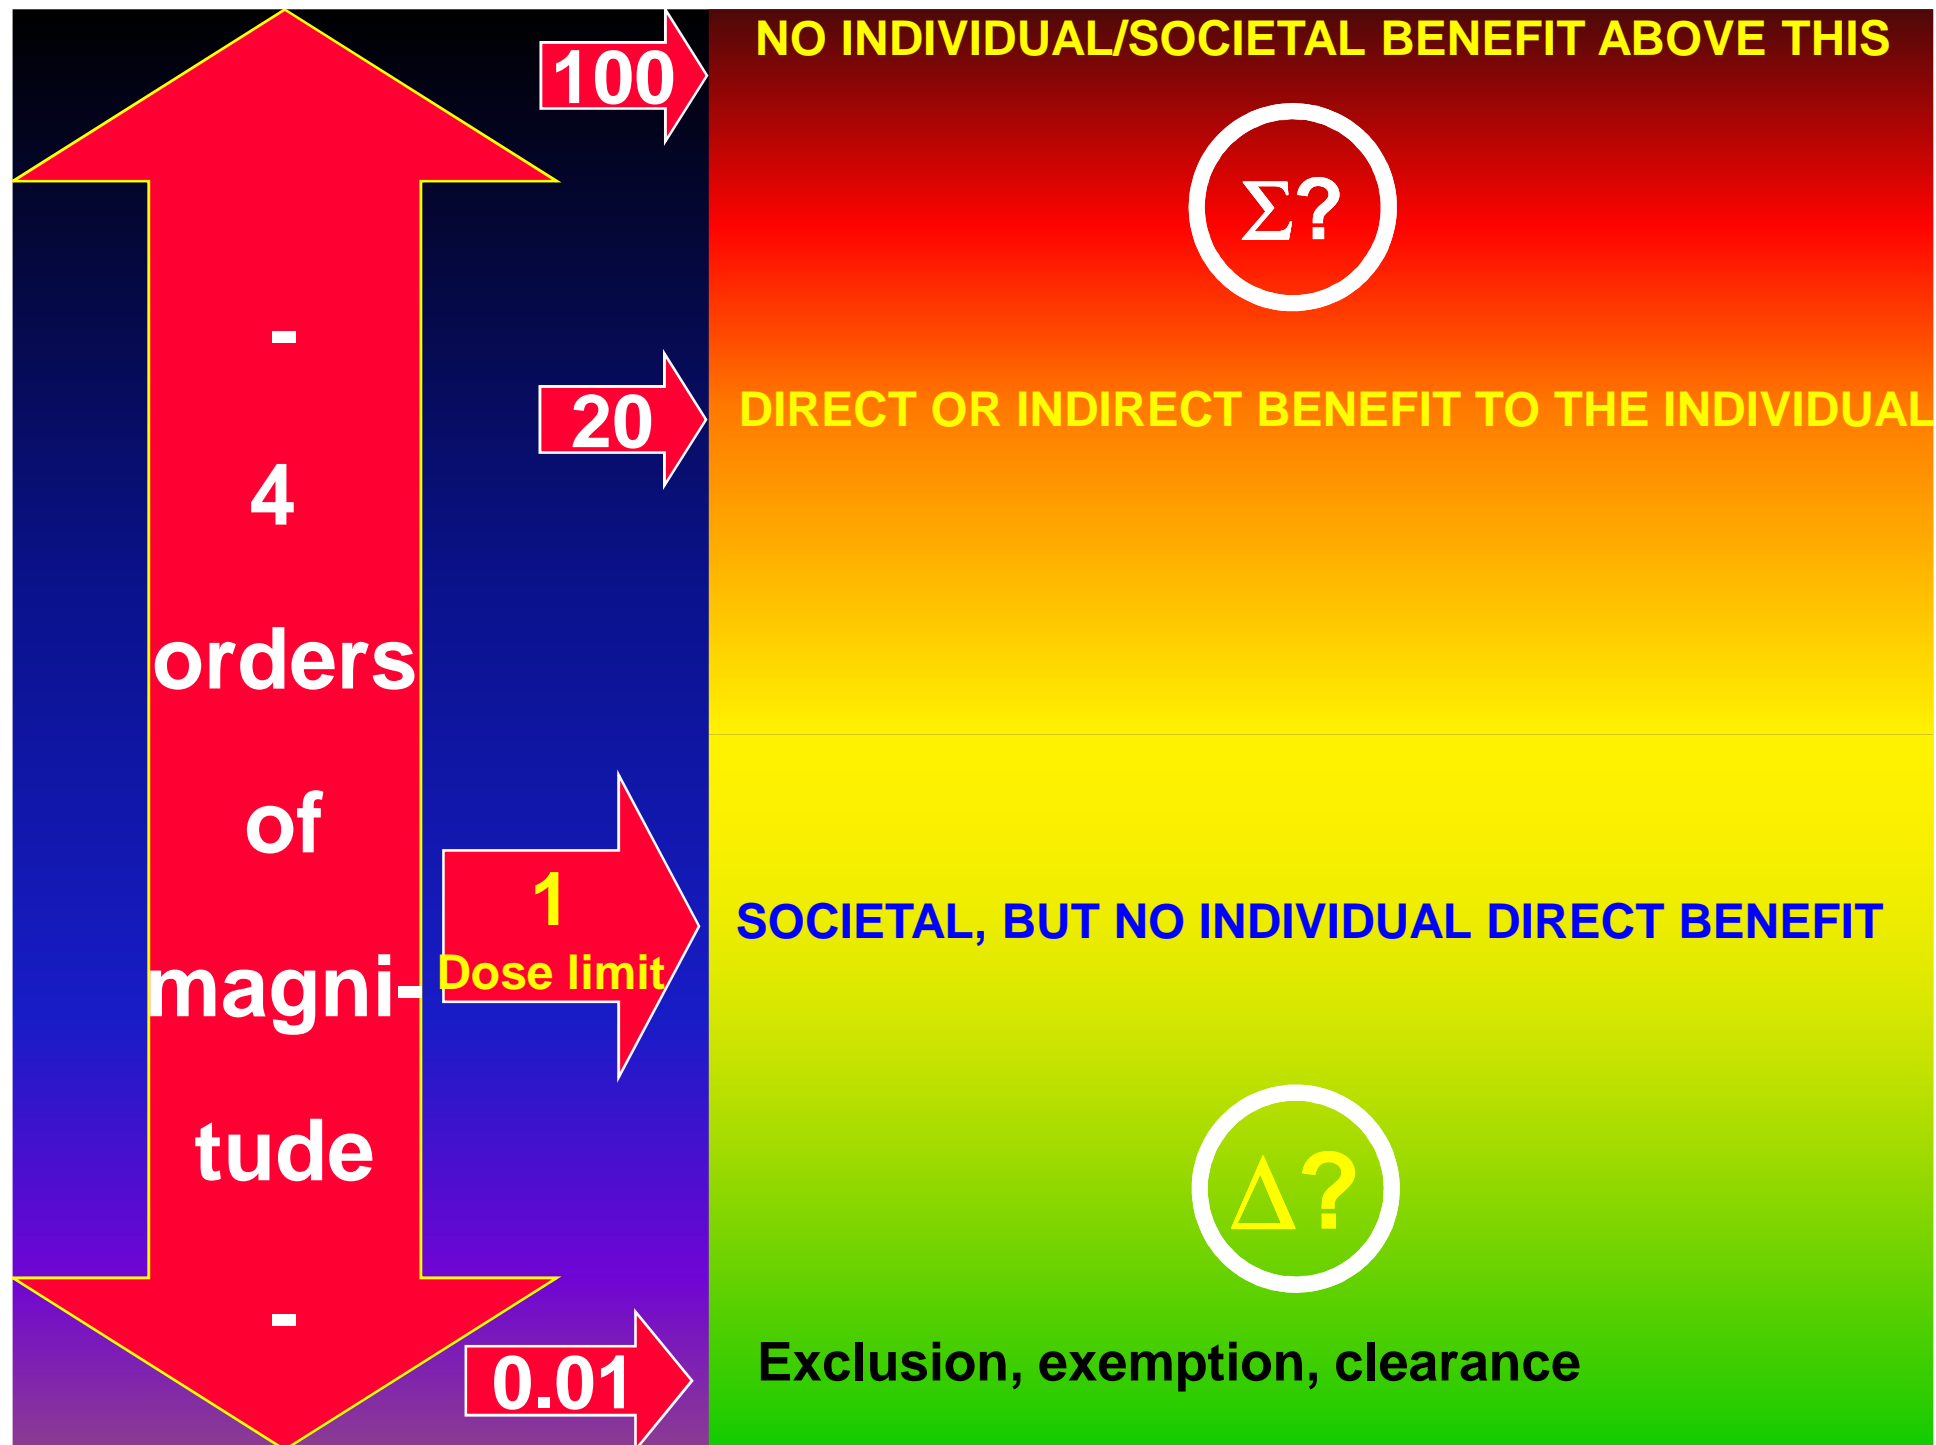 -
4
orders
of
magni-
tude
-
100
NO INDIVIDUAL/SOCIETAL BENEFIT ABOVE THIS
Σ?
20
DIRECT OR INDIRECT BENEFIT TO THE INDIVIDUAL
1
Dose limit
SOCIETAL, BUT NO INDIVIDUAL DIRECT BENEFIT
Δ?
0.01
Exclusion, exemption, clearance